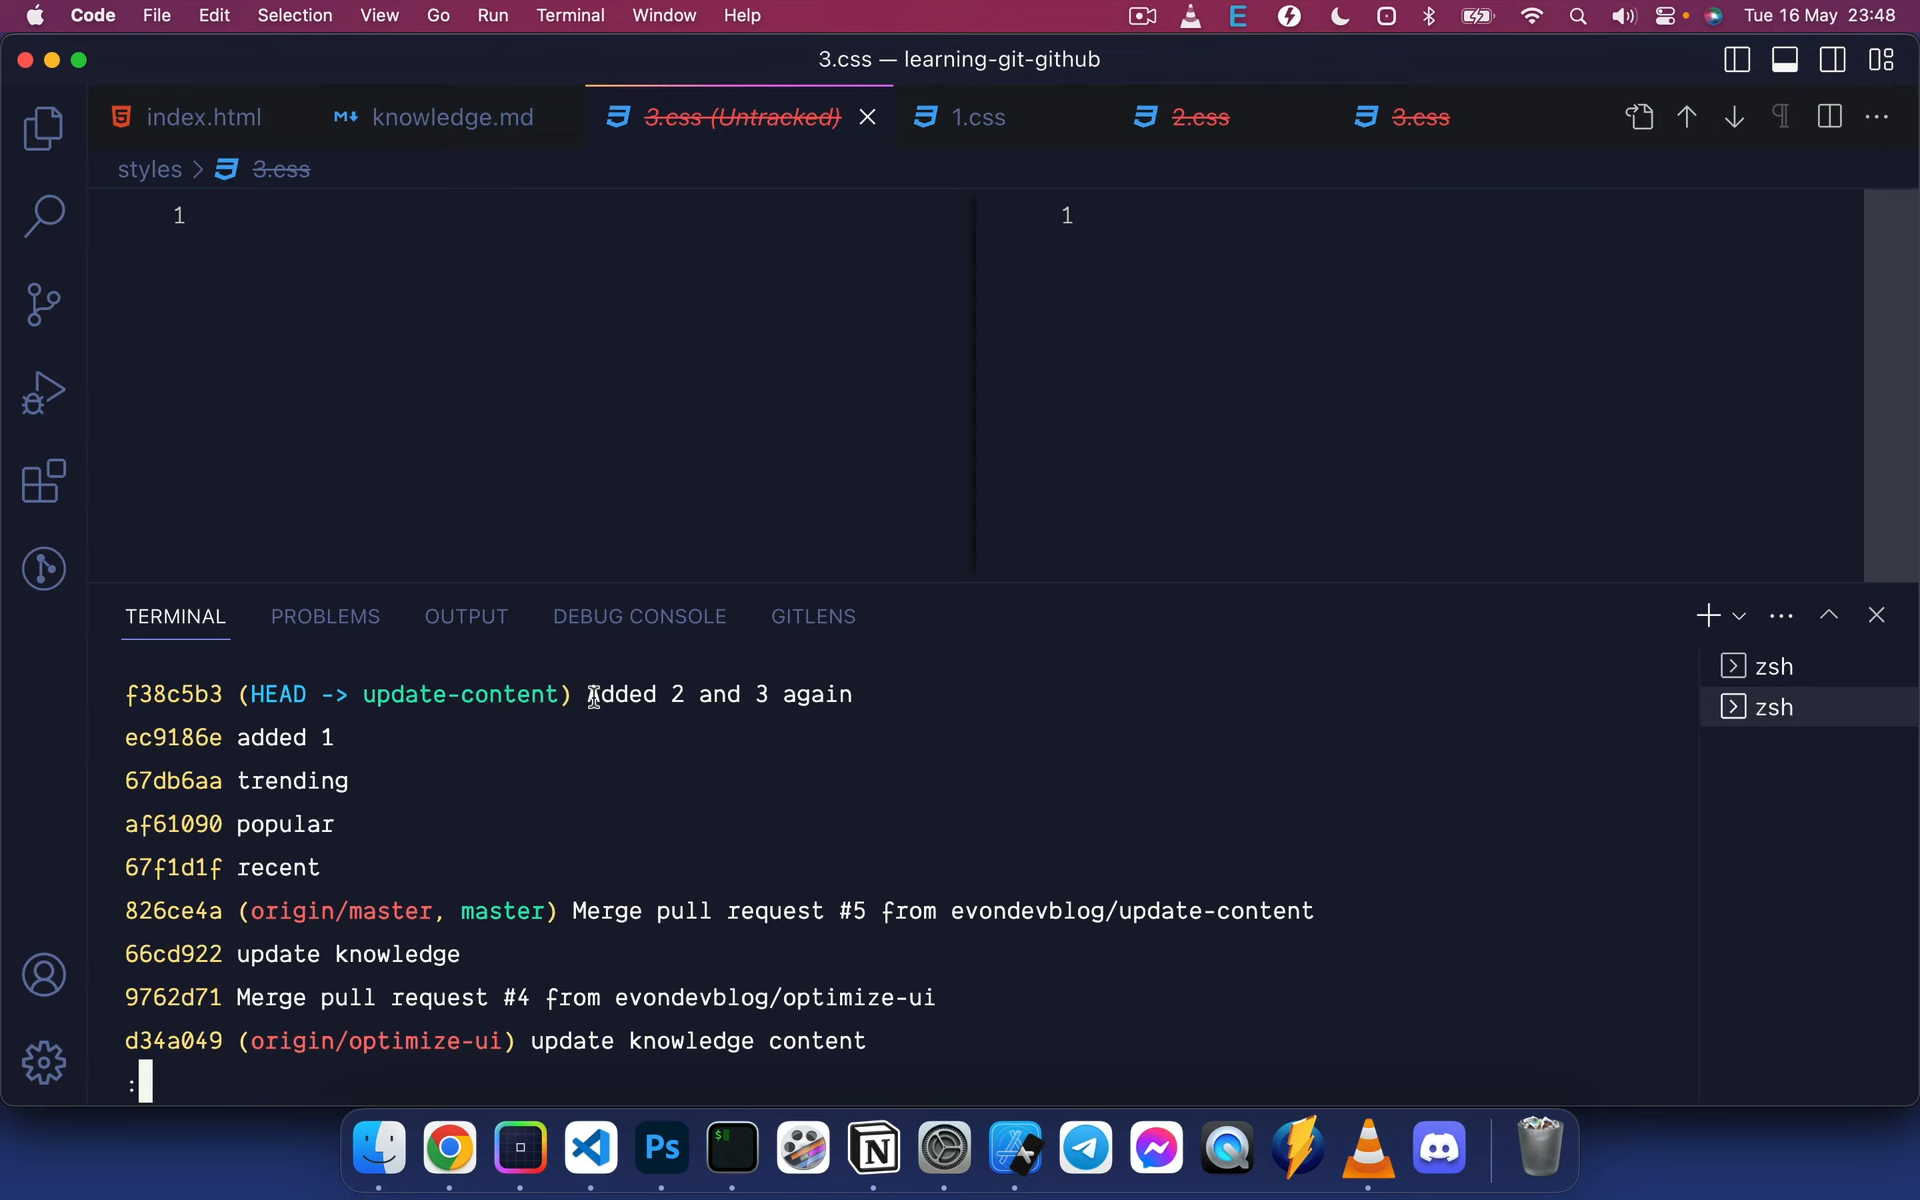 Code File Edit Selection View Go Run Terminal Window Help Tue 16 May 23:48
3.css — learning-git-github
index.html knowledge.md 3.css (Untracked) 1.css 2.css 3.css
styles > 3.css
1 1
TERMINAL PROBLEMS OUTPUT DEBUG CONSOLE GITLENS
f38c5b3 (HEAD -> update-content) Added 2 and 3 again
ec9186e added 1
67db6aa trending
af61090 popular
67f1d1f recent
826ce4a (origin/master, master) Merge pull request #5 from evondevblog/update-content
66cd922 update knowledge
9762d71 Merge pull request #4 from evondevblog/optimize-ui
d34a049 (origin/optimize-ui) update knowledge content
:
zsh
zsh
Ps